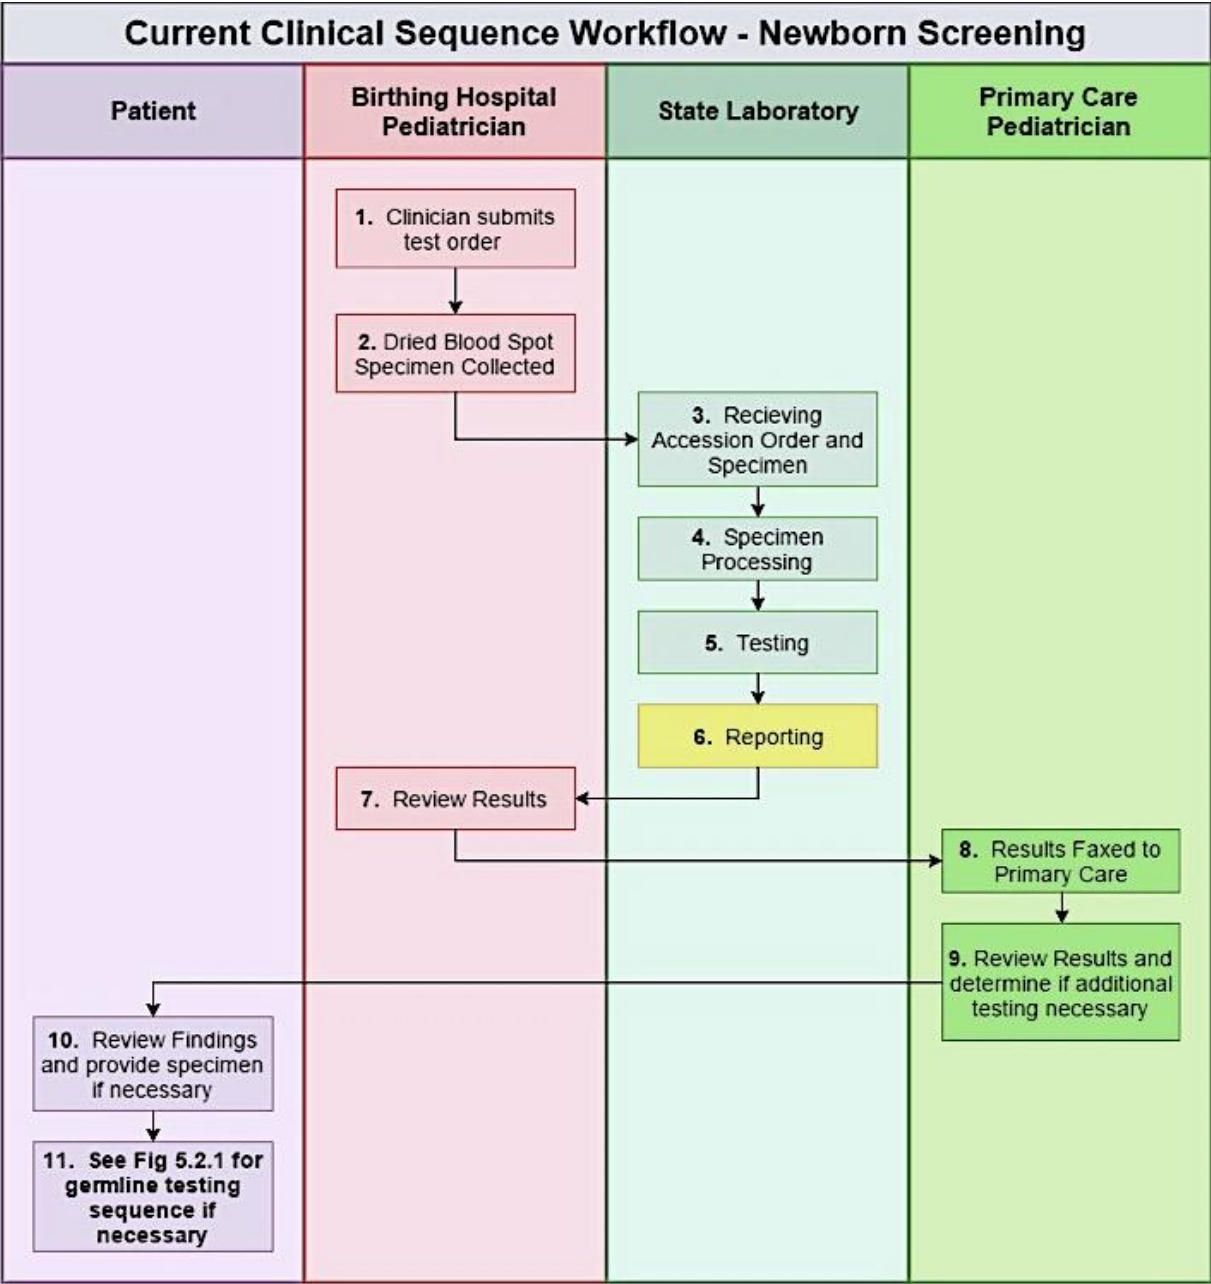 Current Clinical Sequence Workflow - Newborn Screening
Patient
Birthing Hospital
Pediatrician
State Laboratory
Primary Care
Pediatrician
1. Clinician submits
test order
2. Dried Blood Spot
Specimen Collected
3. Recieving
Accession Order and
Specimen
4. Specimen
Processing
5. Testing
6. Reporting
7. Review Results
8. Results Faxed to
Primary Care
9. Review Results and
determine if additional
testing necessary
10. Review Findings
and provide specimen
if necessary
11. See Fig 5.2.1 for
germline testing
sequence if
necessary